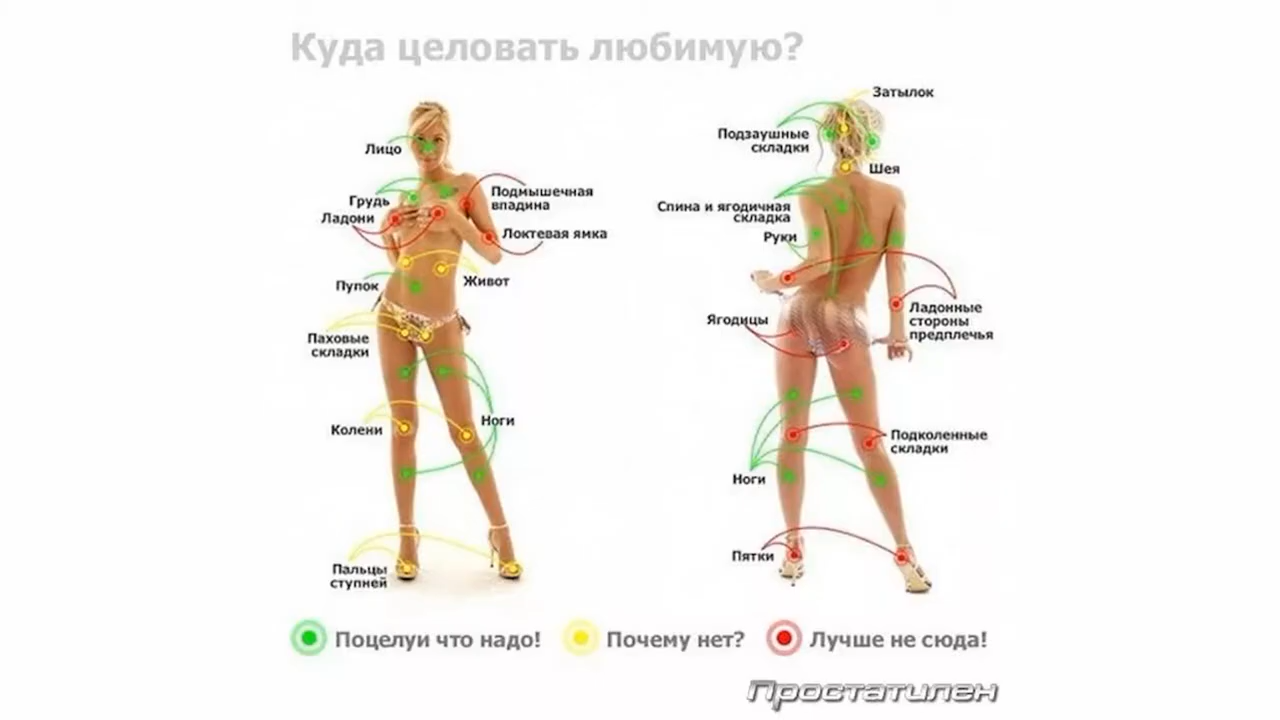 Куда целовать любимую?
Затылок
Подзаушные
складки
Лицо
Шея
Подмышечная
впадина
Грудь
Ладони
Спина и ягодичная
складка
Локтевая ямка
Руки
Живот
Пупок
Ладонные
стороны
предплечья
Ягодицы
Паховые
складки
Ноги
Колени
Подколенные
складки
Ноги
Пятки
Пальцы
ступней
Поцелуи что надо!
Почему нет?
Лучше не сюда!
Простатилен